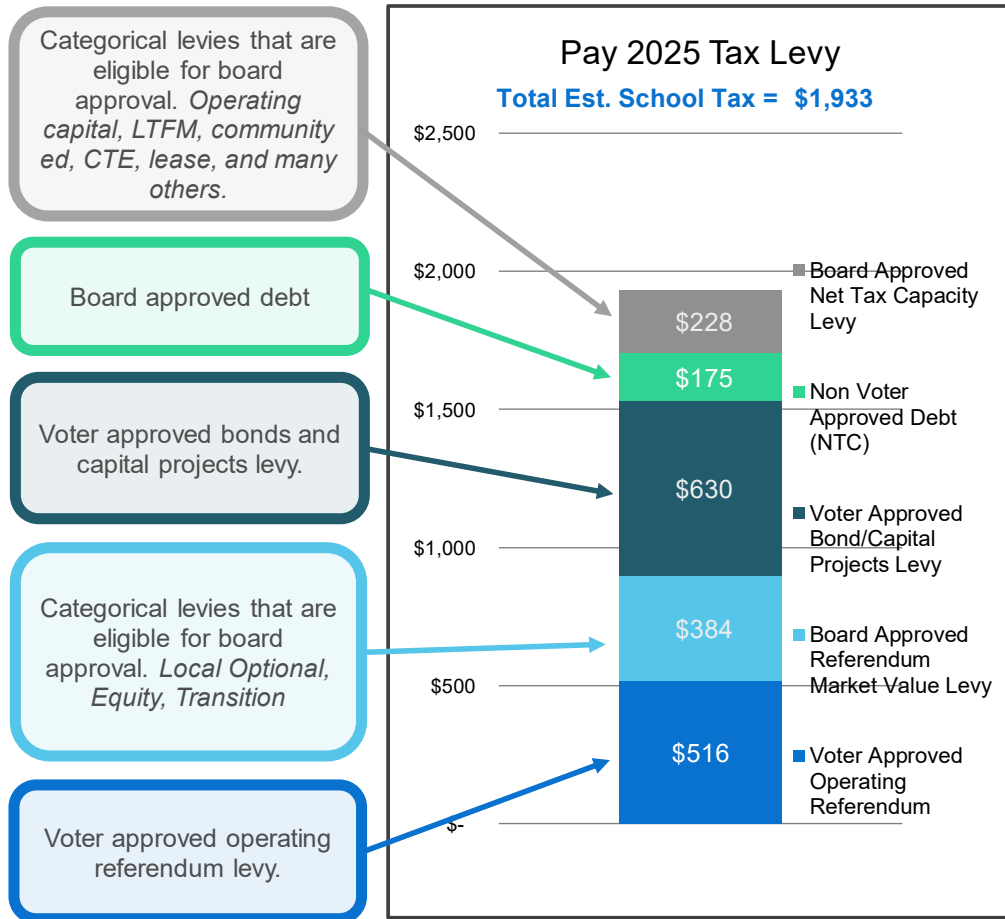 Categorical levies that are
eligible for board
approval. Operating
capital, LTFM, community
ed, CTE, lease, and many
others.
Board approved debt
Voter approved bonds and
capital projects levy.
Categorical levies that are
eligible for board
approval. Local Optional,
Equity, Transition
Voter approved operating
referendum levy.
Pay 2025 Tax Levy
Total Est. School Tax = $1,933
$2,500
$2,000
$1,500
$1,000
$500
$-
$228
$175
$630
$384
$516
Board Approved
Net Tax Capacity
Levy
Non Voter
Approved Debt
(NTC)
Voter Approved
Bond/Capital
Projects Levy
Board Approved
Referendum
Market Value Levy
Voter Approved
Operating
Referendum